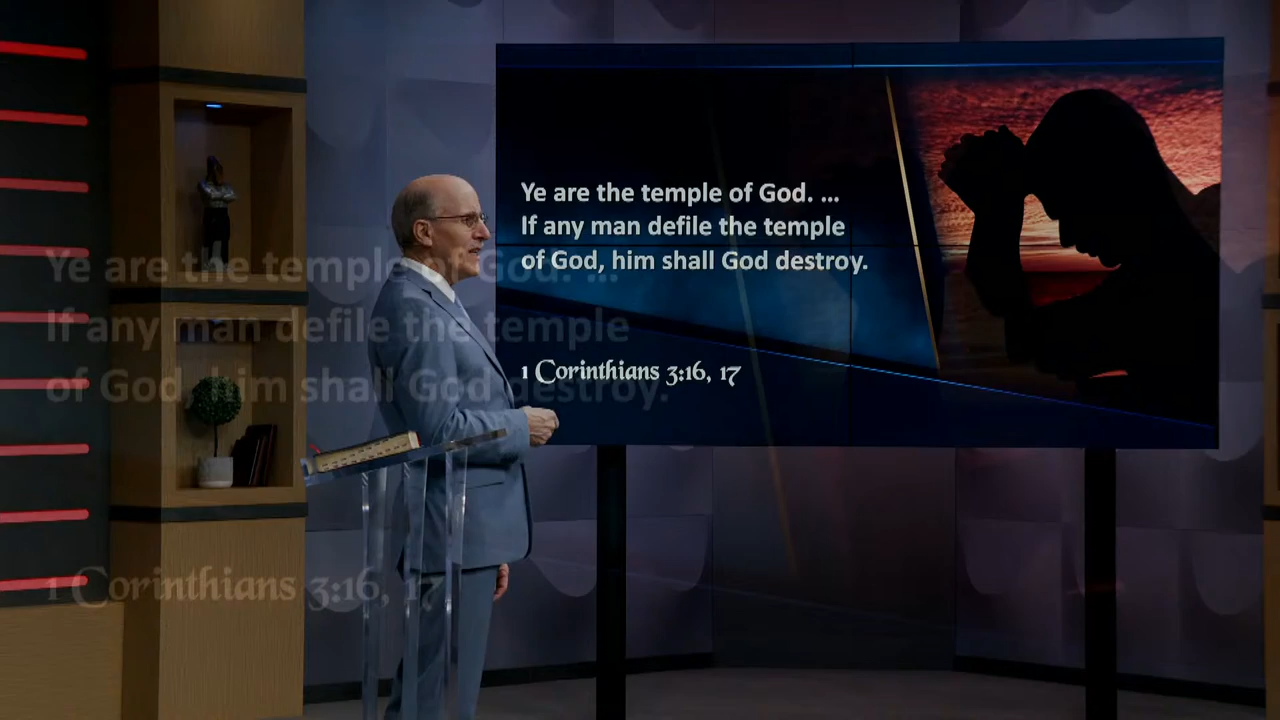 Ye are the temple of God. ...
If any man defile the temple
of God, him shall God destroy.
1 Corinthians 3:16, 17
Ye are the temple of God. ...
If any man defile the temple
of God, him shall God destroy.
1 Corinthians 3:16, 17